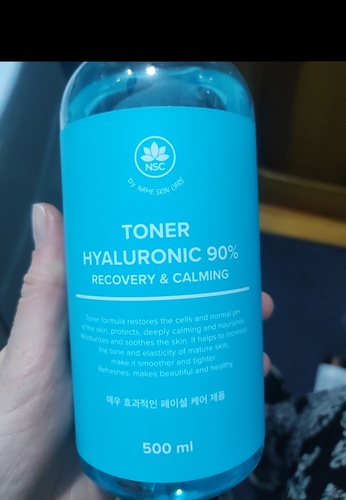 NSC
by NAME SKIN CARE
TONER
HYALURONIC 90%
RECOVERY & CALMING
Toner formula restores the cells and normal pH
of the skin, protects, deeply calming and nourishes.
Moisturizes and soothes the skin. It helps to increase
the tone and elasticity of mature skin,
make it smoother and tighter.
Refreshes, makes beautiful and healthy
매우 효과적인 페이셜 케어 제품
500 ml